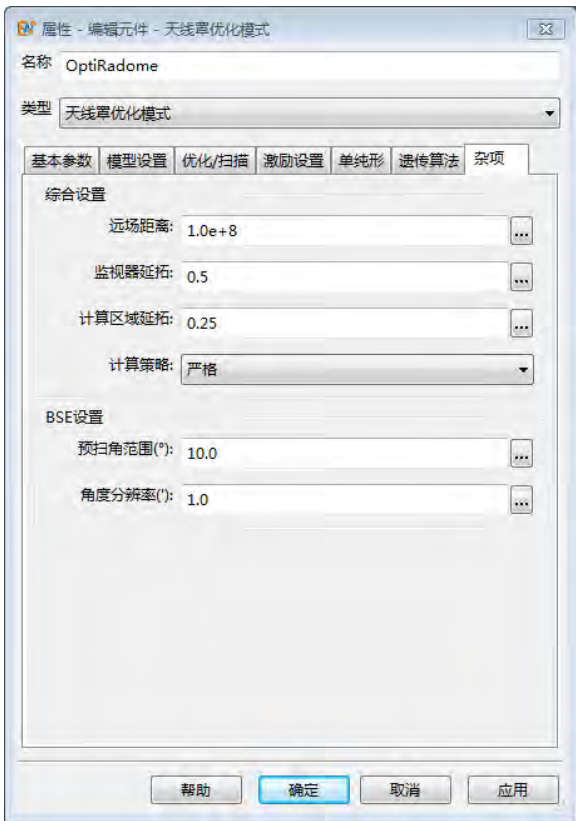 属性 - 编辑元件 - 天线罩优化模式
名称 OptiRadome
类型 天线罩优化模式
基本参数 模型设置 优化/扫描 激励设置 单纯形 遗传算法 杂项
综合设置
远场距离: 1.0e+8 ...
监视器延拓: 0.5 ...
计算区域延拓: 0.25 ...
计算策略: 严格
BSE设置
预扫角范围(°): 10.0 ...
角度分辨率('): 1.0 ...
帮助 确定 取消 应用